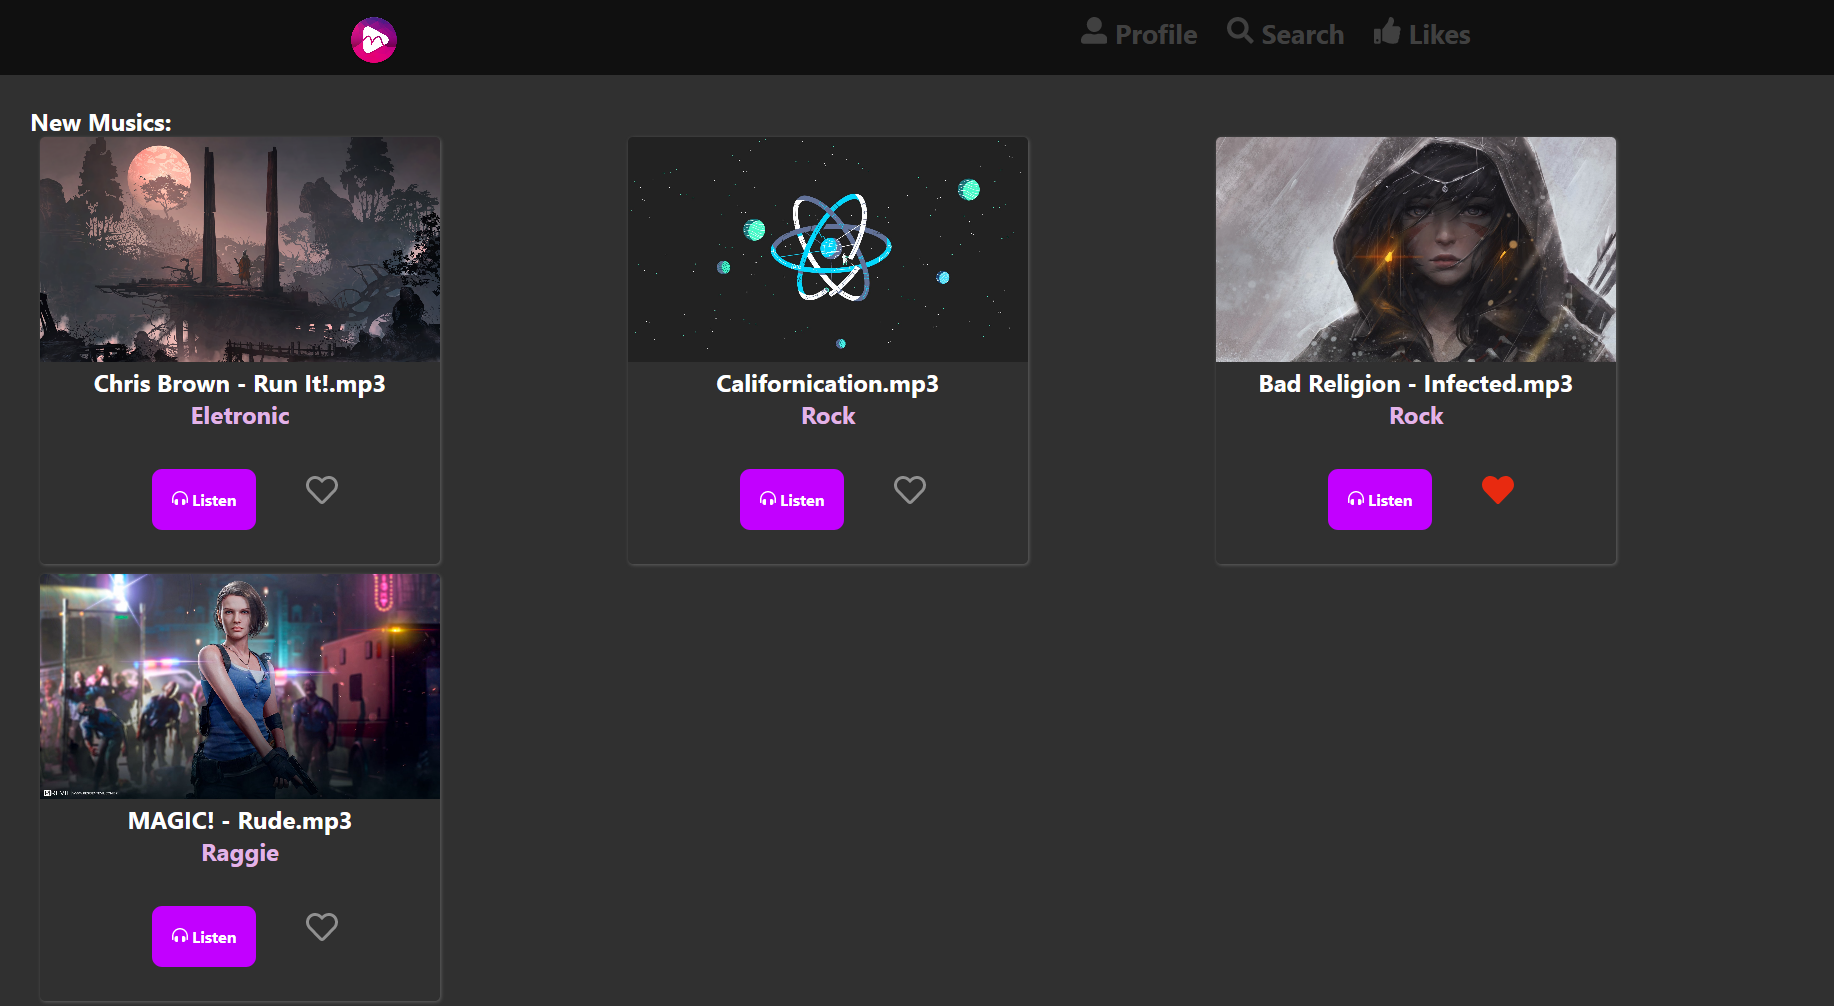 Profile Search Likes
New Musics:
Chris Brown - Run It!.mp3
Eletronic
Listen
Californication.mp3
Rock
Listen
Bad Religion - Infected.mp3
Rock
Listen
MAGIC! - Rude.mp3
Raggie
Listen